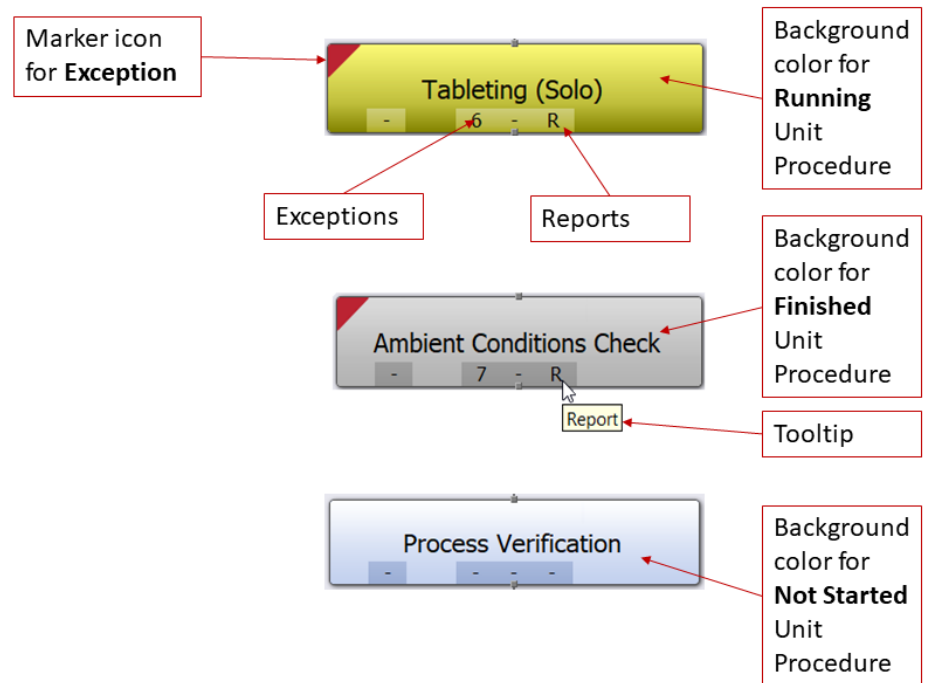 Marker icon
for Exception
Tableting (Solo)
- 6 - R
Background
color for
Running
Unit
Procedure
Exceptions
Reports
Ambient Conditions Check
- 7 - R
Report
Background
color for
Finished
Unit
Procedure
Tooltip
Process Verification
- - - -
Background
color for
Not Started
Unit
Procedure